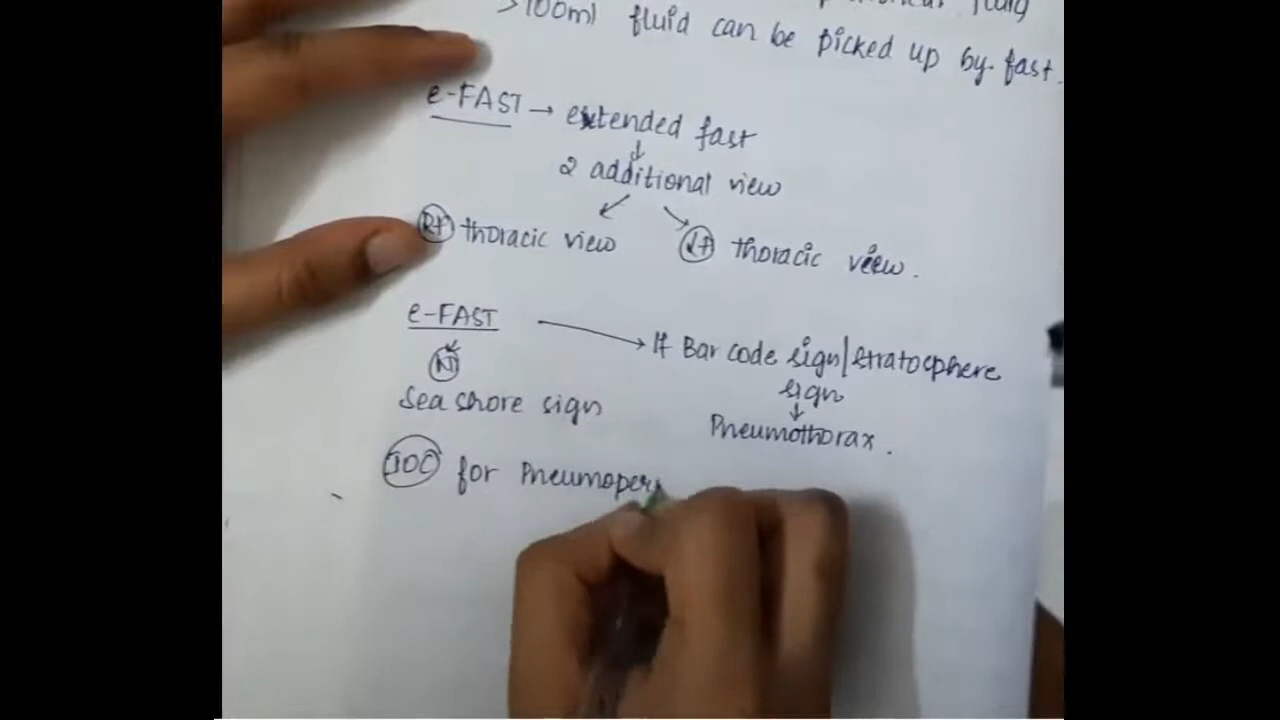 fluid
>100ml fluid can be picked up by fast.
e-FAST → extended fast
↓
2 additional view
Rt thoracic view
Lt thoracic view.
e-FAST → If Bar code sign/stratosphere sign
↓
Pneumothorax.
N
Sea shore sign
IOC for Pneumoper